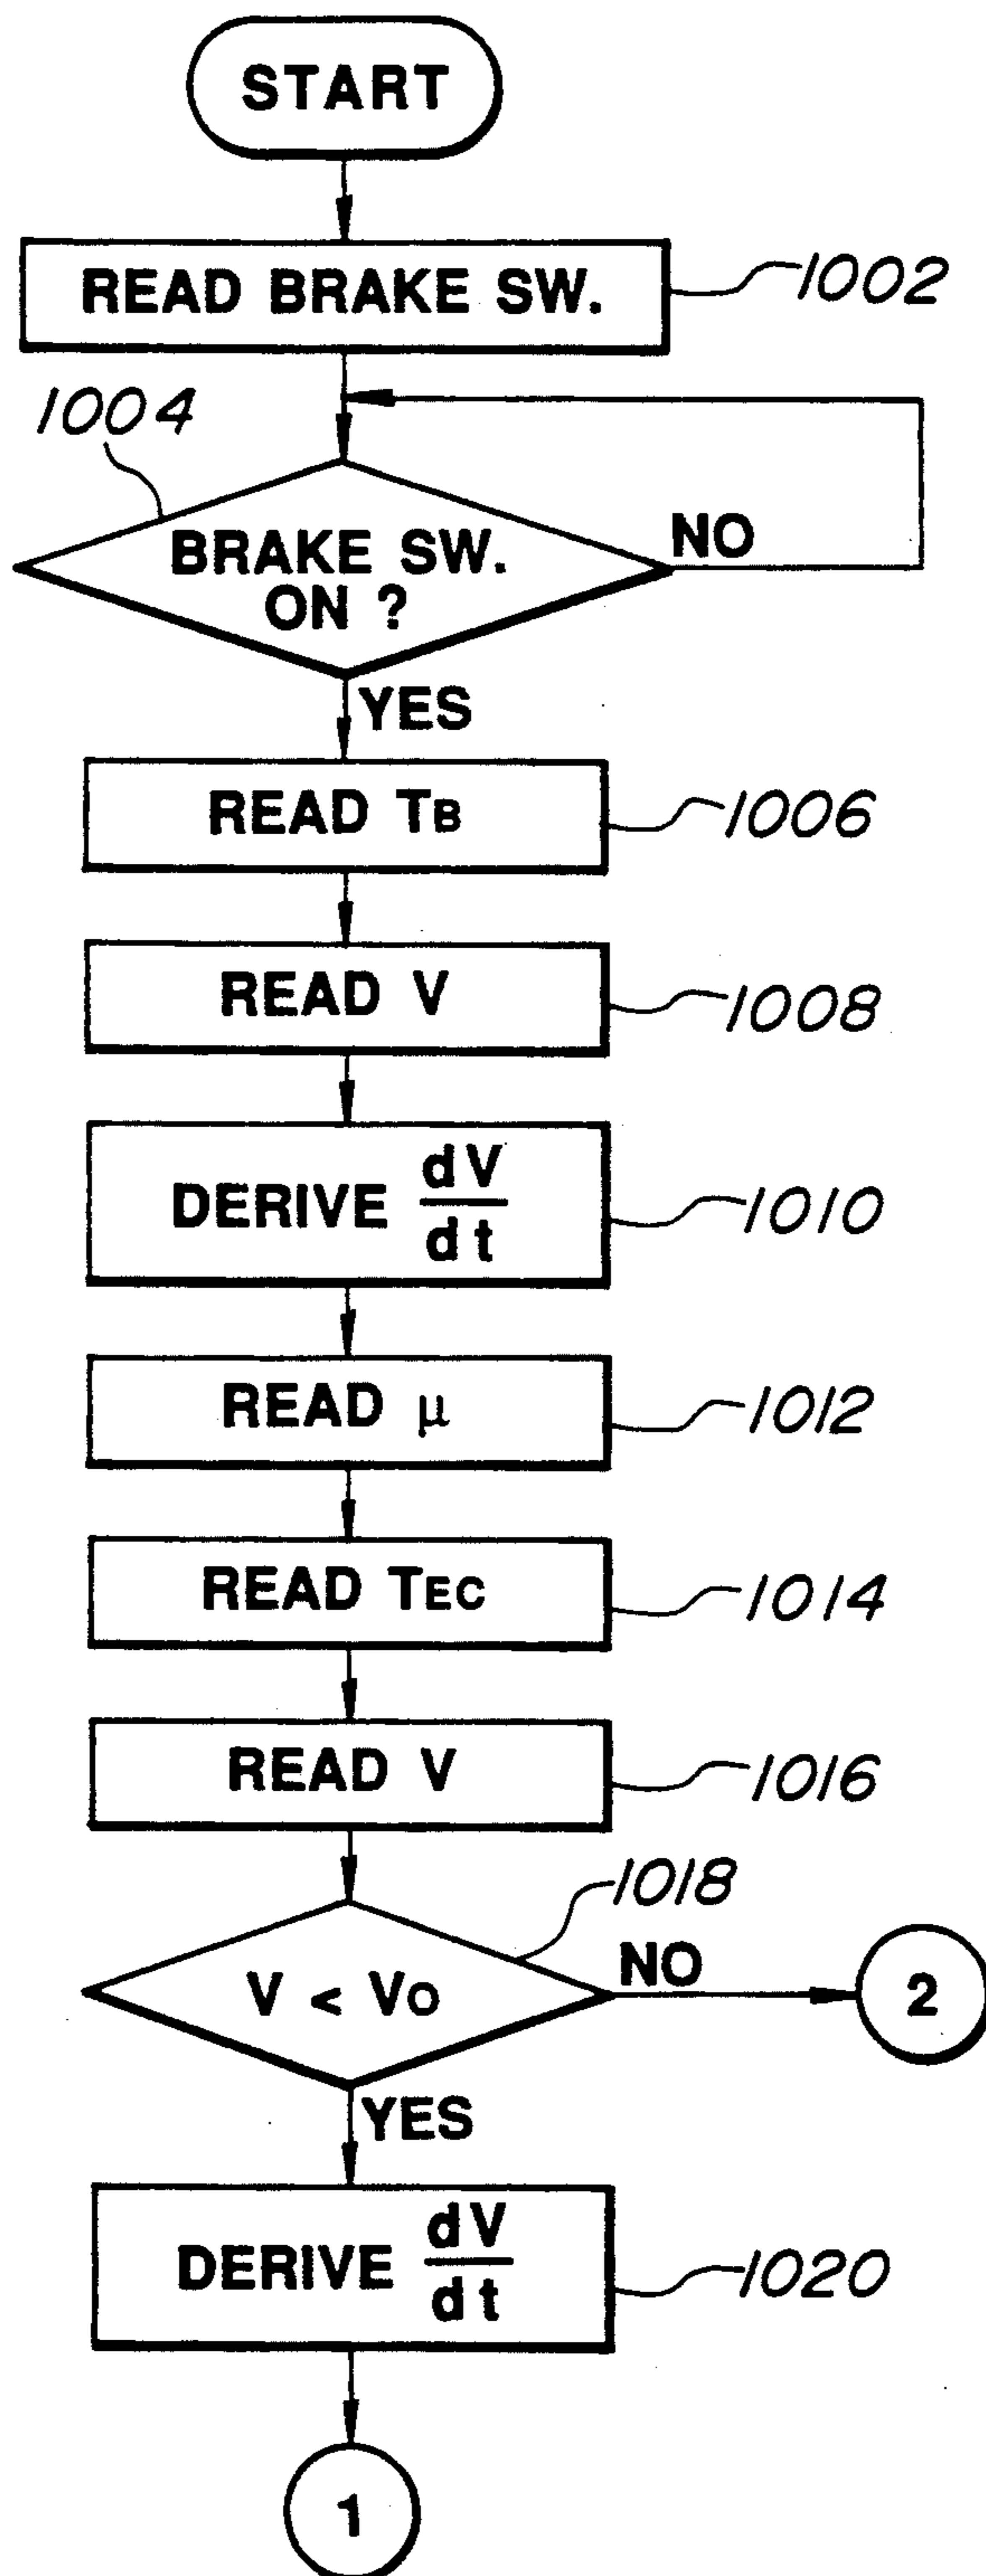 START
READ BRAKE SW.
1002
1004
BRAKE SW.
ON ?
NO
YES
READ TB
1006
READ V
1008
DERIVE dV/dt
1010
READ μ
1012
READ TEC
1014
READ V
1016
1018
V < VO
NO
2
YES
DERIVE dV/dt
1020
1